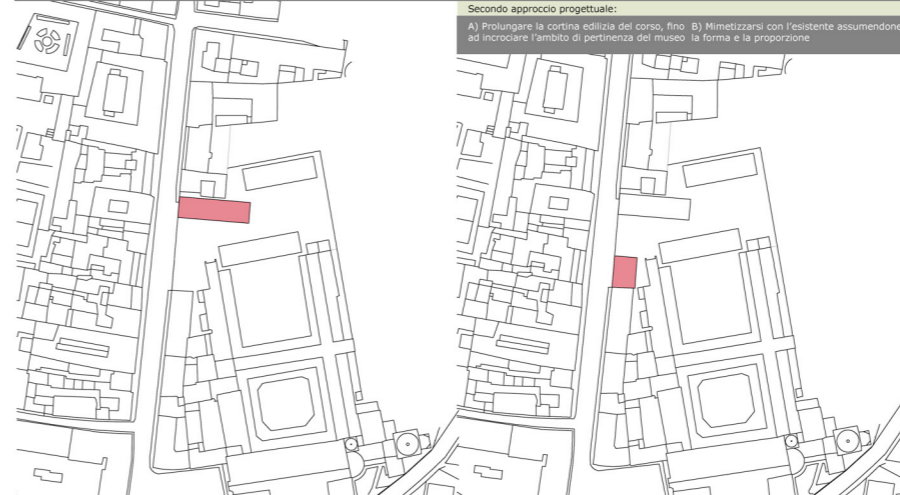 Secondo approccio progettuale:
A) Prolungare la cortina edilizia del corso, fino
ad incrociare l'ambito di pertinenza del museo
B) Mimetizzarsi con l'esistente assumendone
la forma e la proporzione